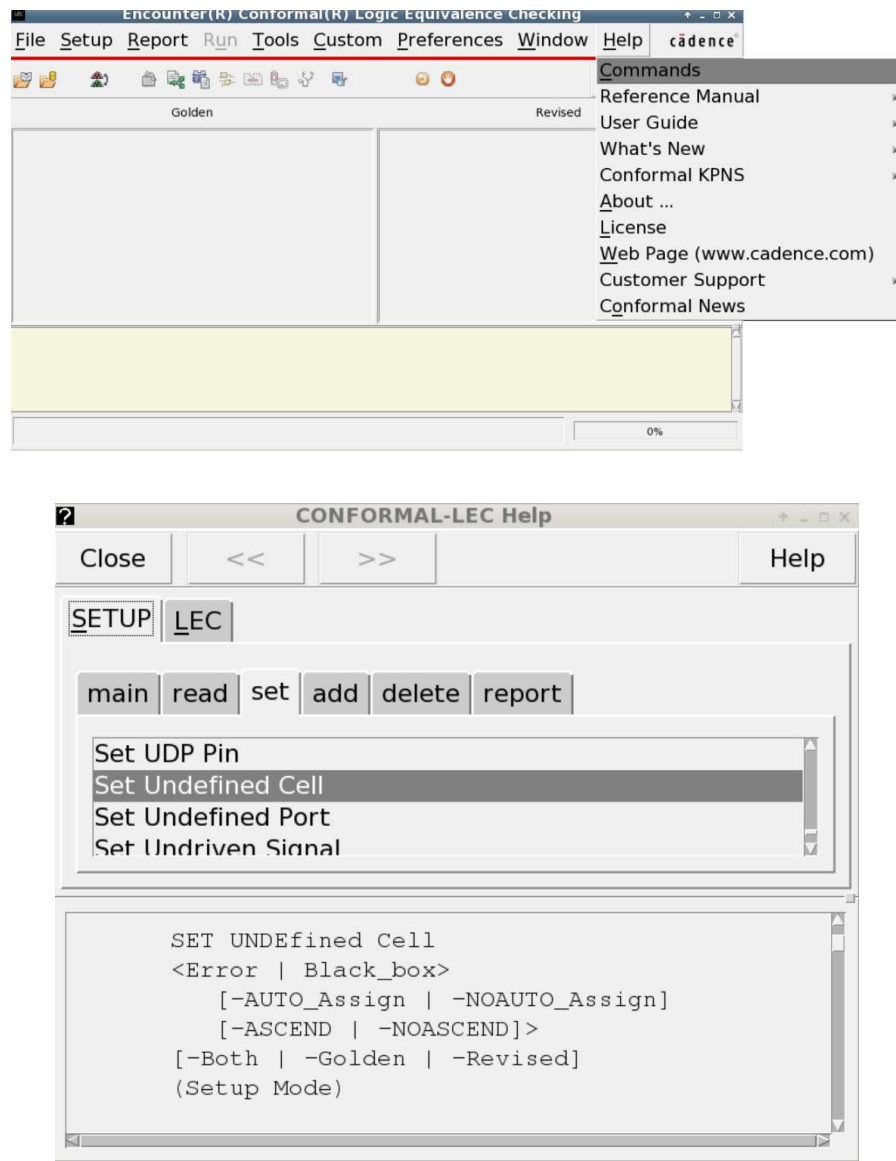 Encounter(R) Conformal(R) Logic Equivalence Checking
File Setup Report Run Tools Custom Preferences Window Help cādence
Commands
Reference Manual
User Guide
What's New
Conformal KPNS
About ...
License
Web Page (www.cadence.com)
Customer Support
Conformal News
Golden Revised
0%
CONFORMAL-LEC Help
Close << >> Help
SETUP LEC
main read set add delete report
Set UDP Pin
Set Undefined Cell
Set Undefined Port
Set Undriven Signal
SET UNDEfined Cell
<Error | Black_box>
[-AUTO_Assign | -NOAUTO_Assign]
[-ASCEND | -NOASCEND]>
[-Both | -Golden | -Revised]
(Setup Mode)